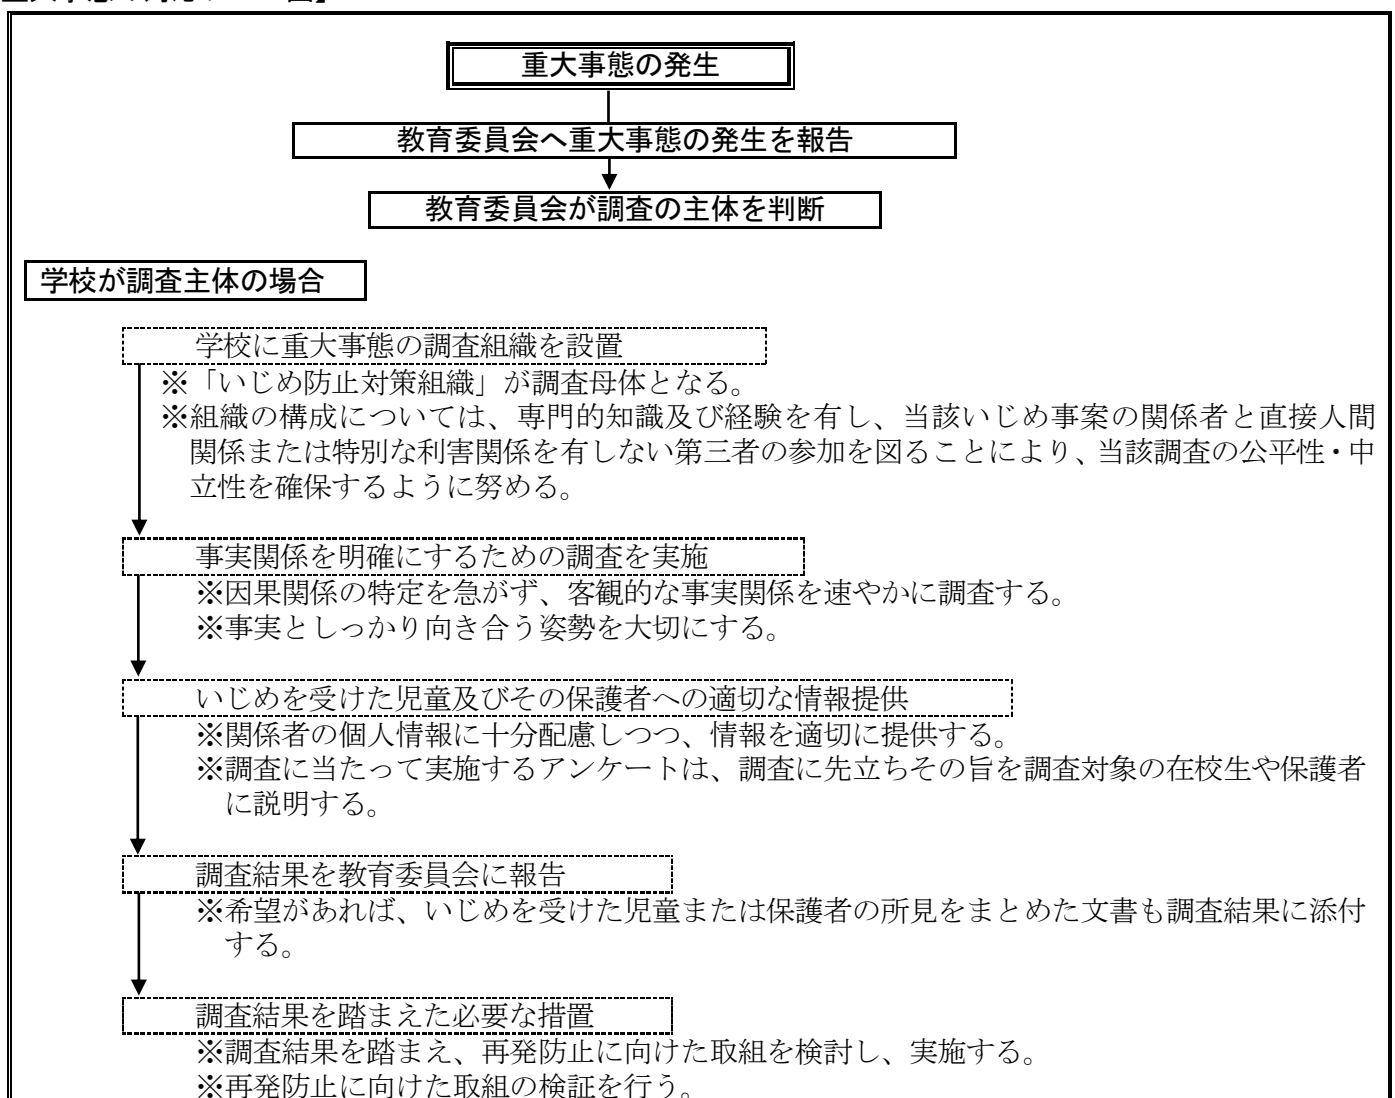 重大事態の発生
教育委員会へ重大事態の発生を報告
教育委員会が調査の主体を判断
学校が調査主体の場合
学校に重大事態の調査組織を設置
※「いじめ防止対策組織」が調査母体となる。
※組織の構成については、専門的知識及び経験を有し、当該いじめ事案の関係者と直接人間
関係または特別な利害関係を有しない第三者の参加を図ることにより、当該調査の公平性・中
立性を確保するように努める。
事実関係を明確にするための調査を実施
※因果関係の特定を急がず、客観的な事実関係を速やかに調査する。
※事実としっかり向き合う姿勢を大切にする。
いじめを受けた児童及びその保護者への適切な情報提供
※関係者の個人情報に十分配慮しつつ、情報を適切に提供する。
※調査に当たって実施するアンケートは、調査に先立ちその旨を調査対象の在校生や保護者
に説明する。
調査結果を教育委員会に報告
※希望があれば、いじめを受けた児童または保護者の所見をまとめた文書も調査結果に添付
する。
調査結果を踏まえた必要な措置
※調査結果を踏まえ、再発防止に向けた取組を検討し、実施する。
※再発防止に向けた取組の検証を行う。